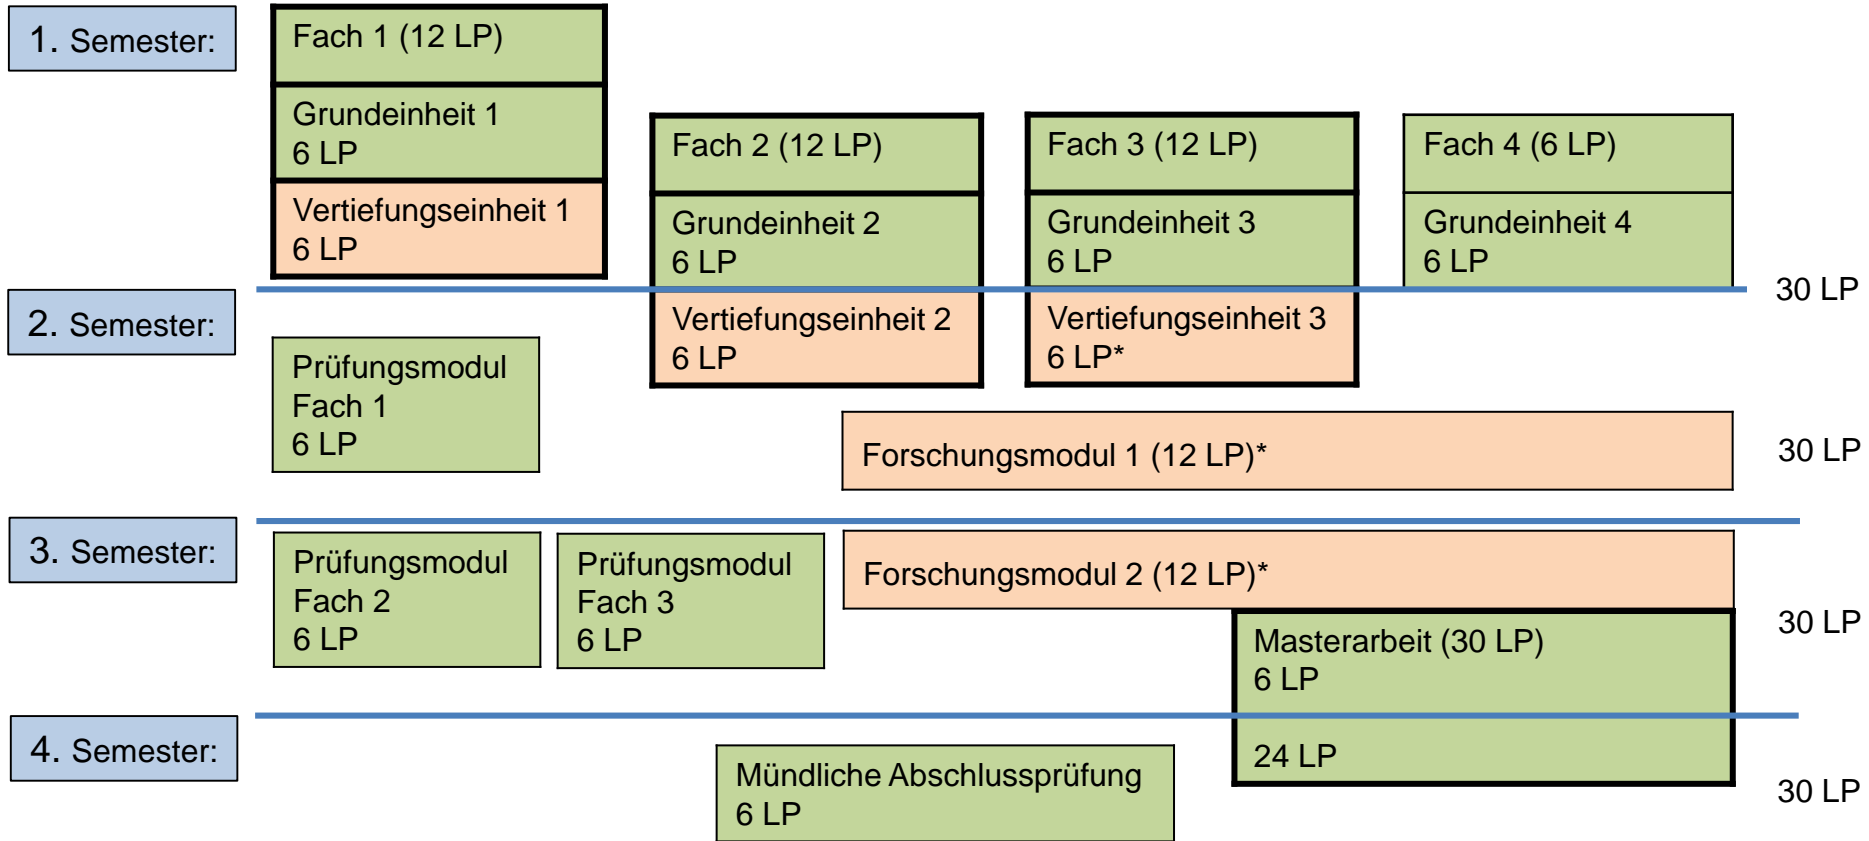 1. Semester:
Fach 1 (12 LP)
Grundeinheit 1
6 LP
Vertiefungseinheit 1
6 LP
Fach 2 (12 LP)
Grundeinheit 2
6 LP
Fach 3 (12 LP)
Grundeinheit 3
6 LP
Fach 4 (6 LP)
Grundeinheit 4
6 LP
30 LP
2. Semester:
Vertiefungseinheit 2
6 LP
Vertiefungseinheit 3
6 LP*
Prüfungsmodul
Fach 1
6 LP
Forschungsmodul 1 (12 LP)*
30 LP
3. Semester:
Prüfungsmodul
Fach 2
6 LP
Prüfungsmodul
Fach 3
6 LP
Forschungsmodul 2 (12 LP)*
Masterarbeit (30 LP)
6 LP
30 LP
4. Semester:
24 LP
Mündliche Abschlussprüfung
6 LP
30 LP